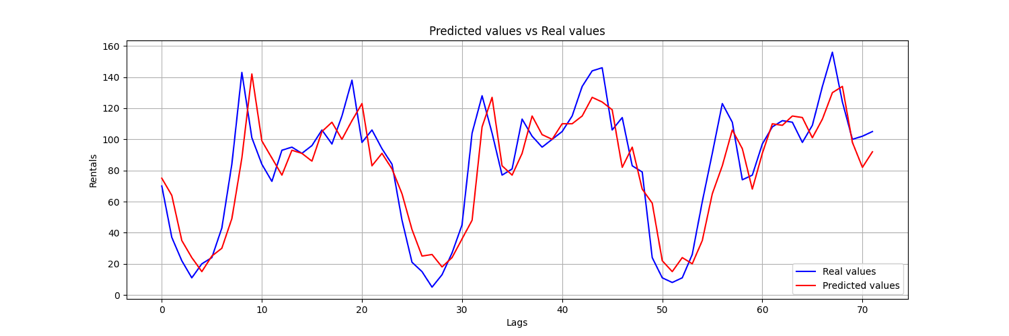 Predicted values vs Real values
160
140
120
100
80
60
40
20
0
Rentals
0 10 20 30 40 50 60 70
Lags
Real values
Predicted values